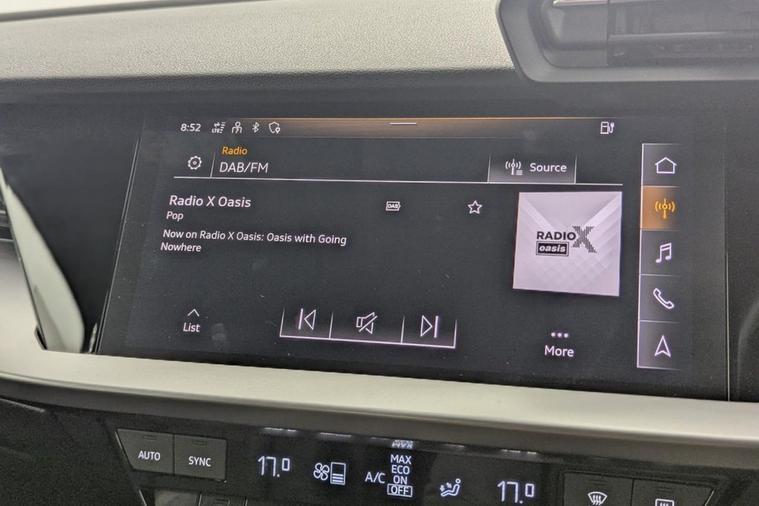 8:52
LTE
Radio
DAB/FM
Source
Radio X Oasis
DAB
Pop
Now on Radio X Oasis: Oasis with Going
Nowhere
RADIO X
oasis
List
More
AUTO
SYNC
17.0
A/C
MAX
ECO
ON
OFF
17.0